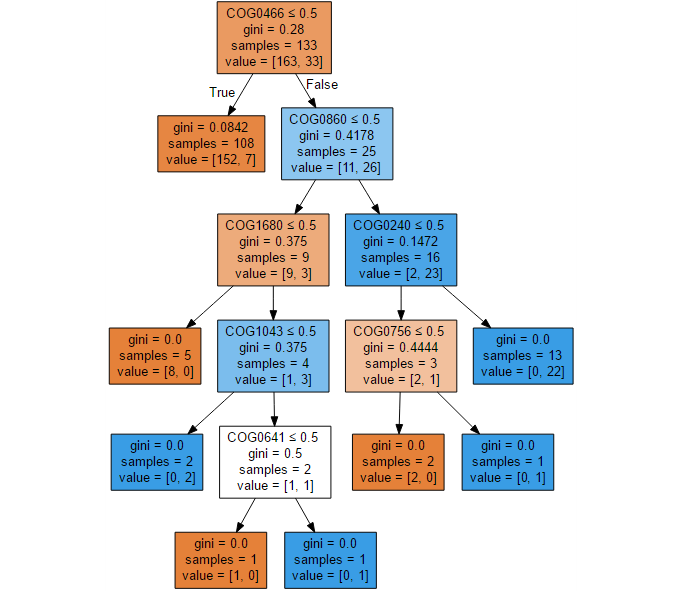 COG0466 ≤ 0.5
gini = 0.28
samples = 133
value = [163, 33]
True
False
gini = 0.0842
samples = 108
value = [152, 7]
COG0860 ≤ 0.5
gini = 0.4178
samples = 25
value = [11, 26]
COG1680 ≤ 0.5
gini = 0.375
samples = 9
value = [9, 3]
COG0240 ≤ 0.5
gini = 0.1472
samples = 16
value = [2, 23]
gini = 0.0
samples = 5
value = [8, 0]
COG1043 ≤ 0.5
gini = 0.375
samples = 4
value = [1, 3]
COG0756 ≤ 0.5
gini = 0.4444
samples = 3
value = [2, 1]
gini = 0.0
samples = 13
value = [0, 22]
gini = 0.0
samples = 2
value = [0, 2]
COG0641 ≤ 0.5
gini = 0.5
samples = 2
value = [1, 1]
gini = 0.0
samples = 2
value = [2, 0]
gini = 0.0
samples = 1
value = [0, 1]
gini = 0.0
samples = 1
value = [1, 0]
gini = 0.0
samples = 1
value = [0, 1]